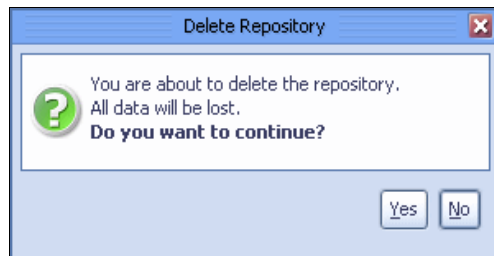 Delete Repository
You are about to delete the repository.
All data will be lost.
Do you want to continue?
Yes No